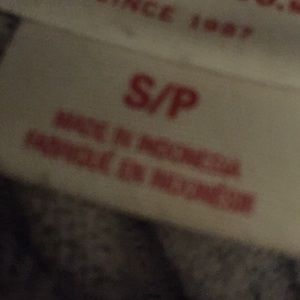 SINCE 1987
S/P
MADE IN INDONESIA
FABRIQUÉ EN INDONÉSIE